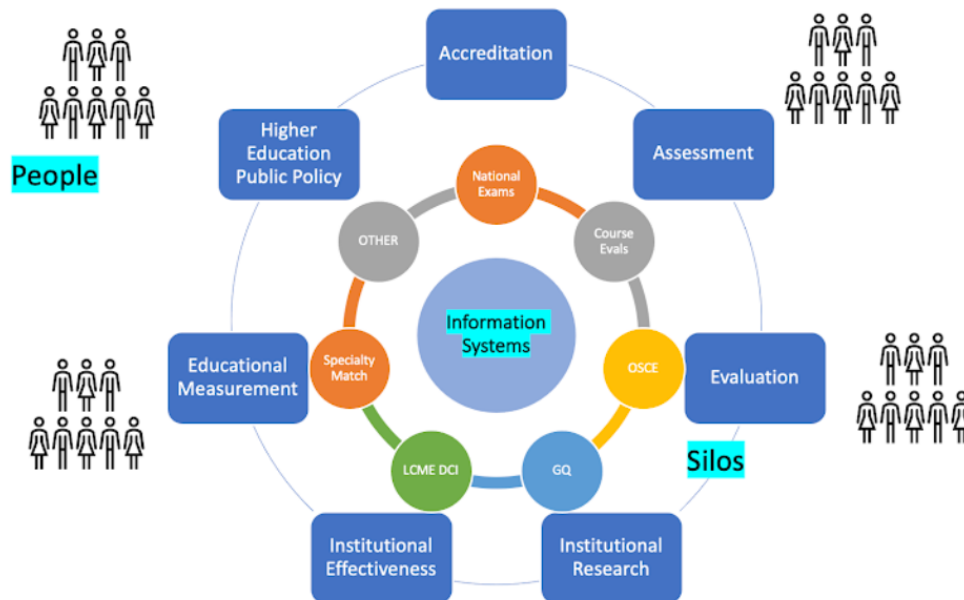 Accreditation
Higher
Education
Public Policy
Assessment
People
National
Exams
OTHER
Course
Evals
Information
Systems
Educational
Measurement
Specialty
Match
OSCE
Evaluation
LCME DCI
GQ
Silos
Institutional
Effectiveness
Institutional
Research